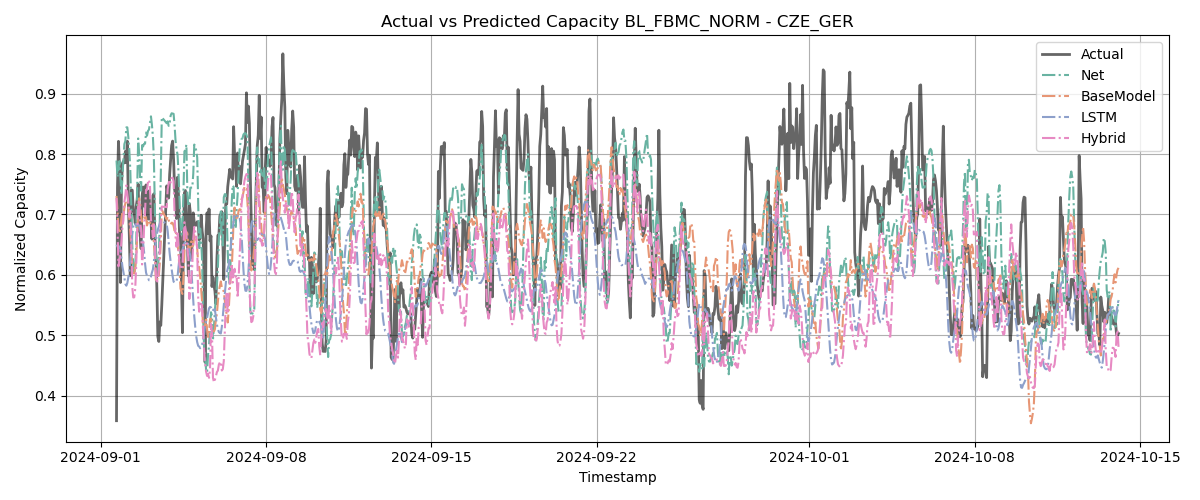 Actual vs Predicted Capacity BL_FBMC_NORM - CZE_GER
Normalized Capacity
0.9
0.8
0.7
0.6
0.5
0.4
Actual
Net
BaseModel
LSTM
Hybrid
2024-09-01
2024-09-08
2024-09-15
2024-09-22
2024-10-01
2024-10-08
2024-10-15
Timestamp